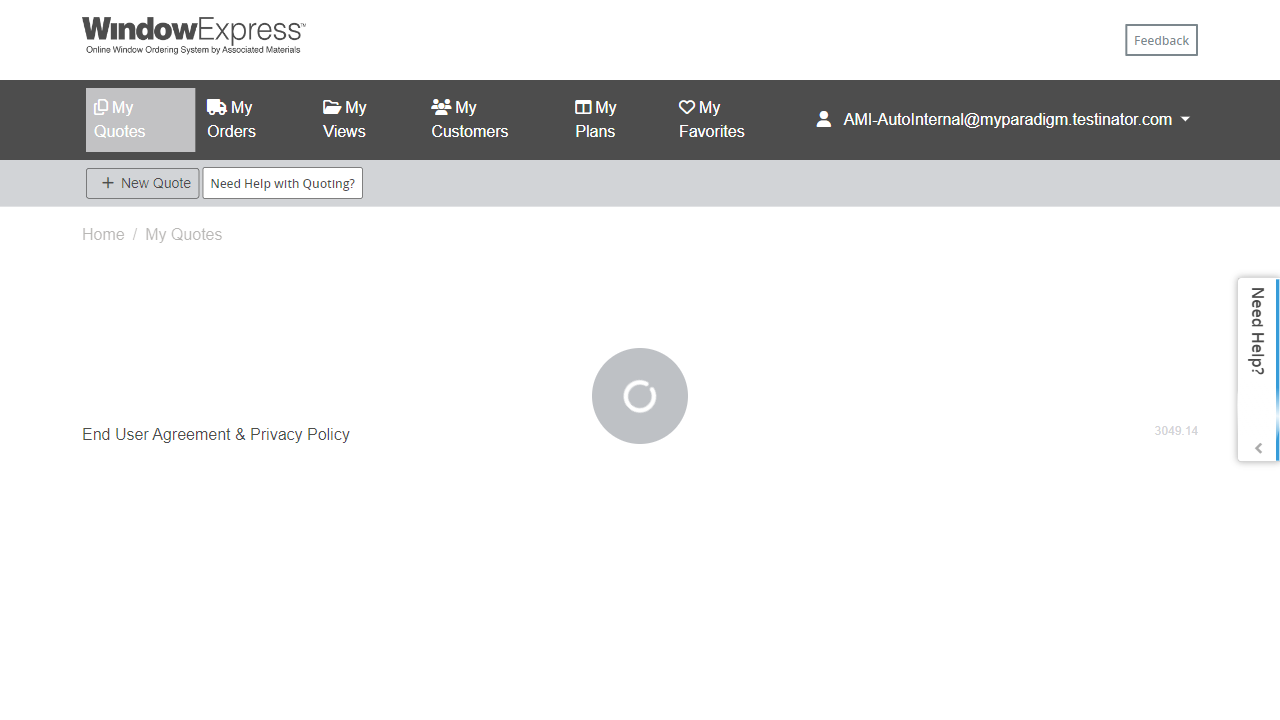 WindowExpress™
Online Window Ordering System by Associated Materials
Feedback
My Quotes
My Orders
My Views
My Customers
My Plans
My Favorites
AMI-AutoInternal@myparadigm.testinator.com
New Quote
Need Help with Quoting?
Home / My Quotes
Need Help?
End User Agreement & Privacy Policy
3049.14